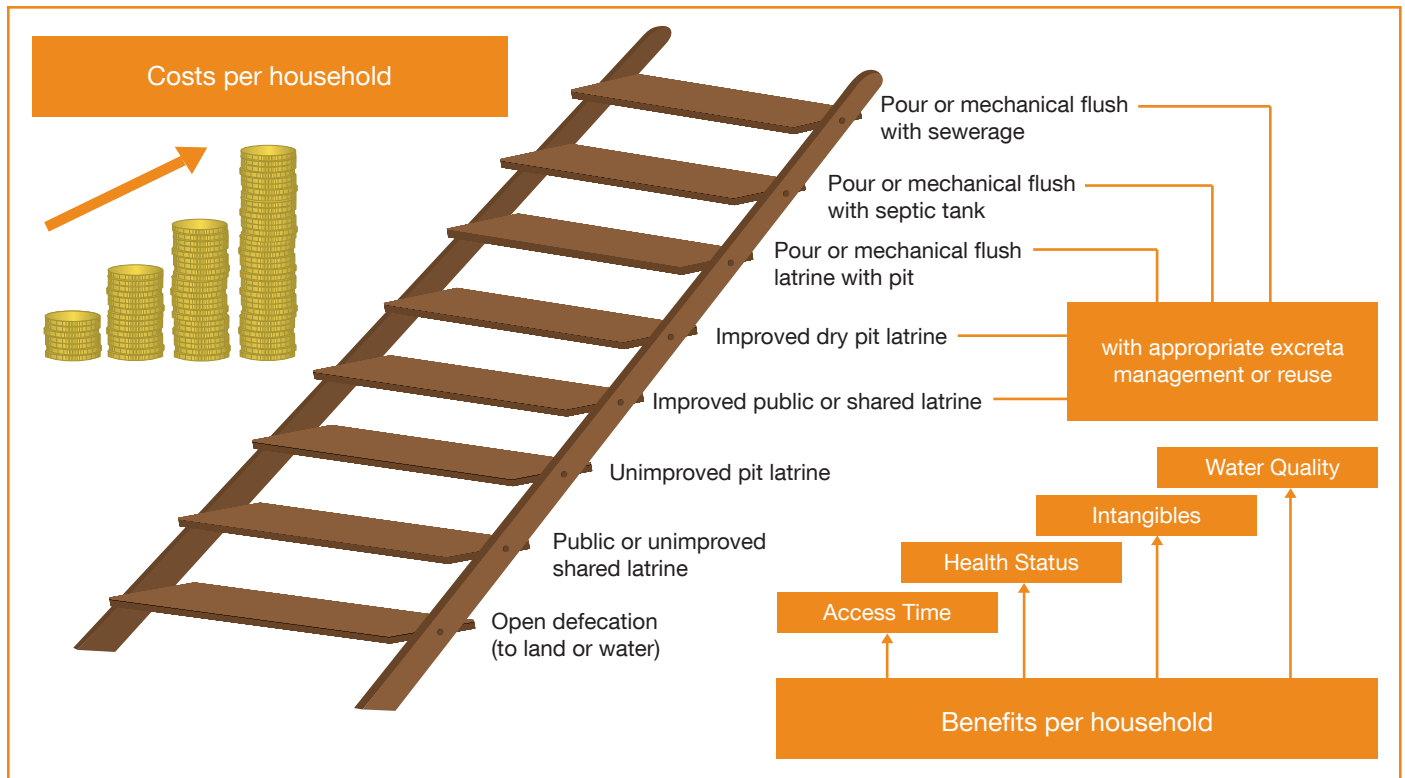 Costs per household
Pour or mechanical flush
with sewerage
Pour or mechanical flush
with septic tank
Pour or mechanical flush
latrine with pit
Improved dry pit latrine
Improved public or shared latrine
Unimproved pit latrine
Public or unimproved
shared latrine
Open defecation
(to land or water)
with appropriate excreta
management or reuse
Water Quality
Intangibles
Health Status
Access Time
Benefits per household